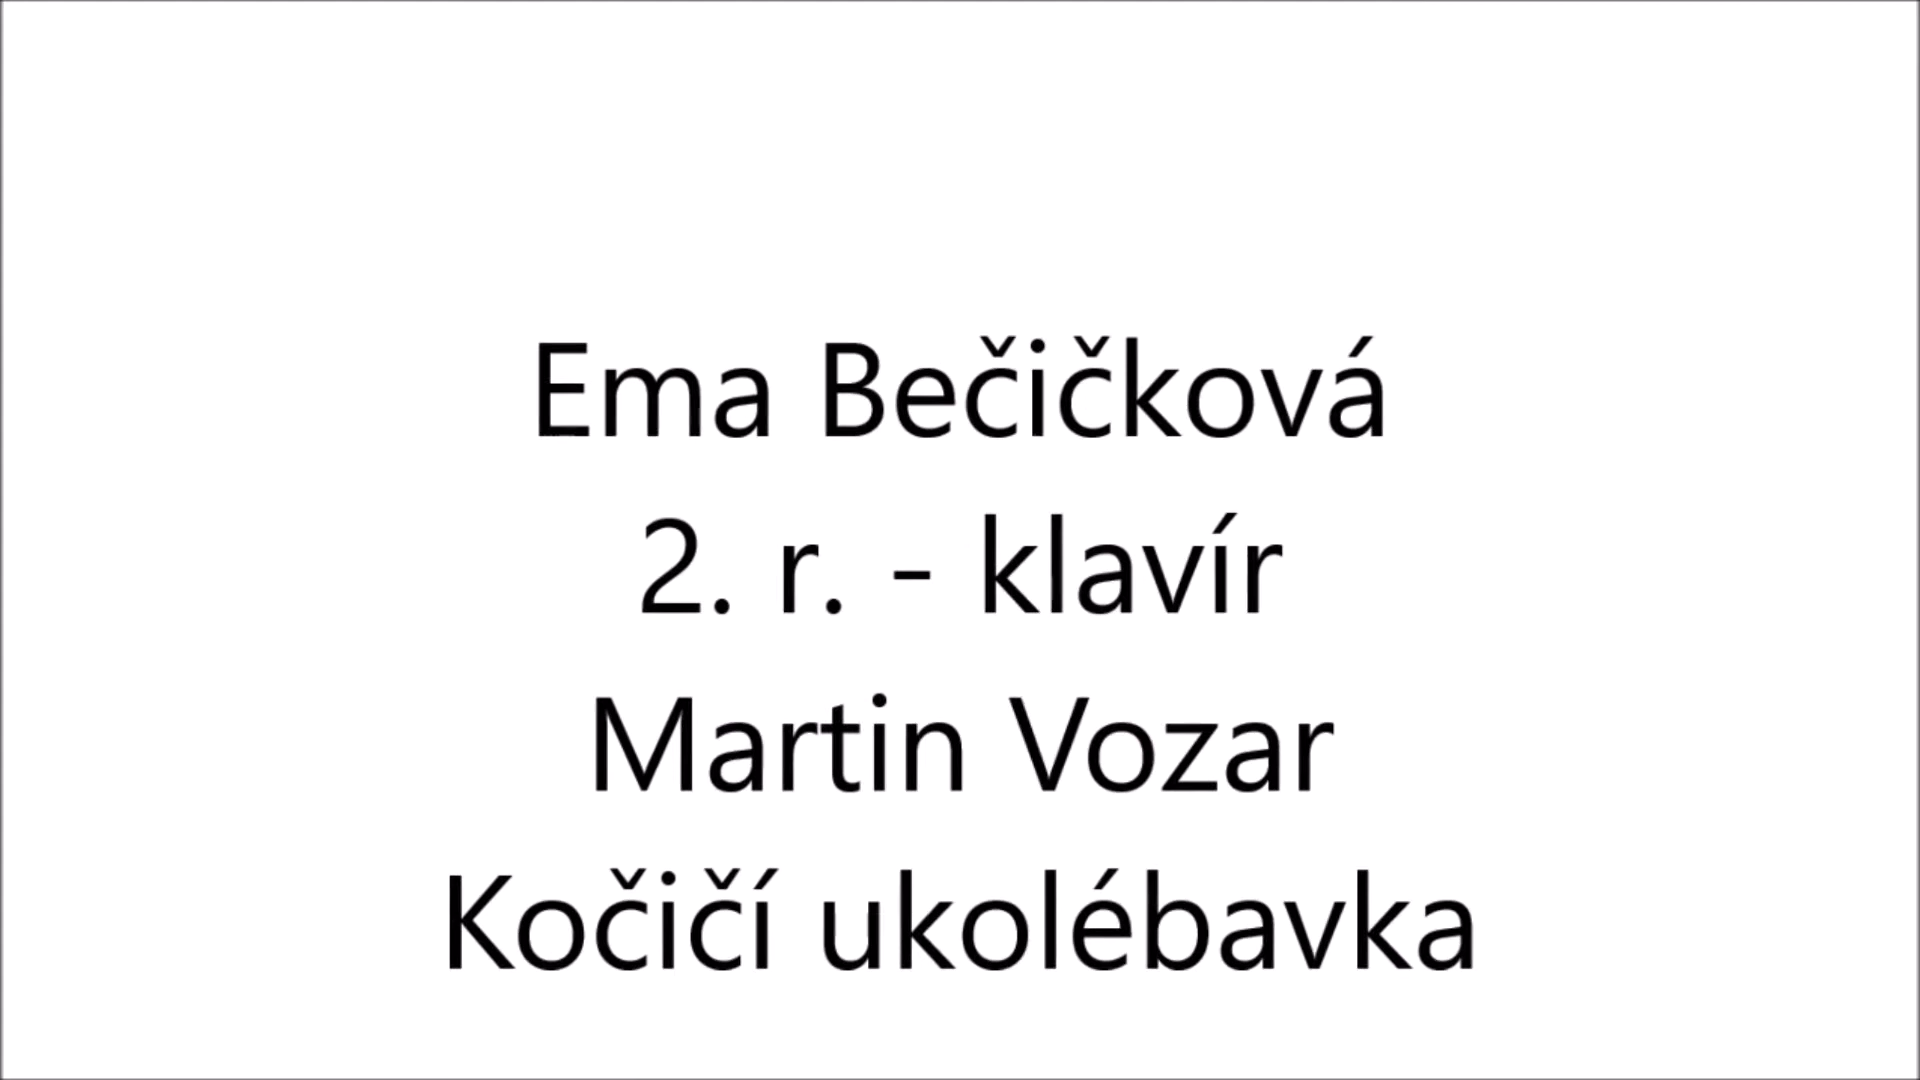 Ema Bečičková
2. r. - klavír
Martin Vozar
Kočičí ukolébavka